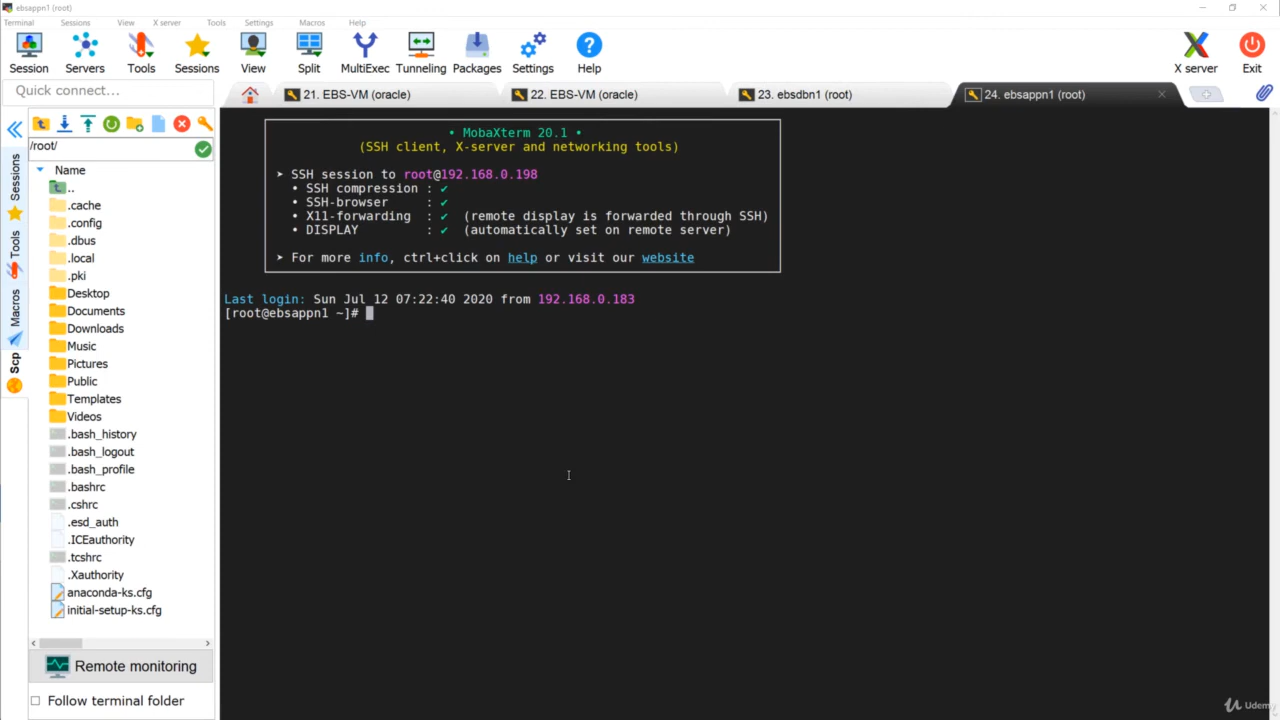 ebsappn1 (root)
Terminal Sessions View X server Tools Settings Macros Help
Session Servers Tools Sessions View Split MultiExec Tunneling Packages Settings Help X server Exit
Quick connect...
21. EBS-VM (oracle) 22. EBS-VM (oracle) 23. ebsdbn1 (root) 24. ebsappn1 (root)
/root/
Name
..
.cache
.config
.dbus
.local
.pki
Desktop
Documents
Downloads
Music
Pictures
Public
Templates
Videos
.bash_history
.bash_logout
.bash_profile
.bashrc
.cshrc
.esd_auth
.ICEauthority
.tcshrc
.Xauthority
anaconda-ks.cfg
initial-setup-ks.cfg
Remote monitoring
Follow terminal folder
Sessions
Tools
Macros
Scp
• MobaXterm 20.1 •
(SSH client, X-server and networking tools)
➤ SSH session to root@192.168.0.198
• SSH compression : ✔
• SSH-browser : ✔
• X11-forwarding : ✔ (remote display is forwarded through SSH)
• DISPLAY : ✔ (automatically set on remote server)
➤ For more info, ctrl+click on help or visit our website
Last login: Sun Jul 12 07:22:40 2020 from 192.168.0.183
[root@ebsappn1 ~]#
Udemy